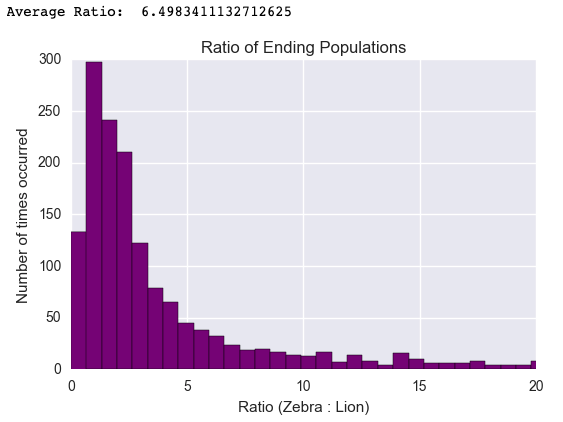 Average Ratio:  6.4983411132712625
Ratio of Ending Populations
300
250
200
150
100
50
0
Number of times occurred
0 5 10 15 20
Ratio (Zebra : Lion)